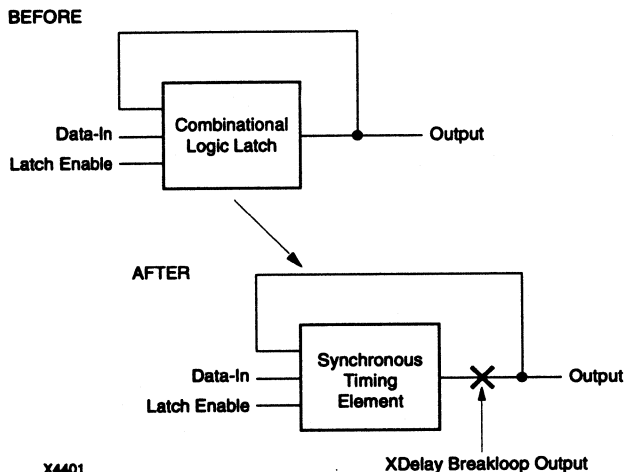 BEFORE
Combinational
Logic Latch
Data-In
Latch Enable
Output
AFTER
Synchronous
Timing
Element
Data-In
Latch Enable
Output
XDelay Breakloop Output
X4401